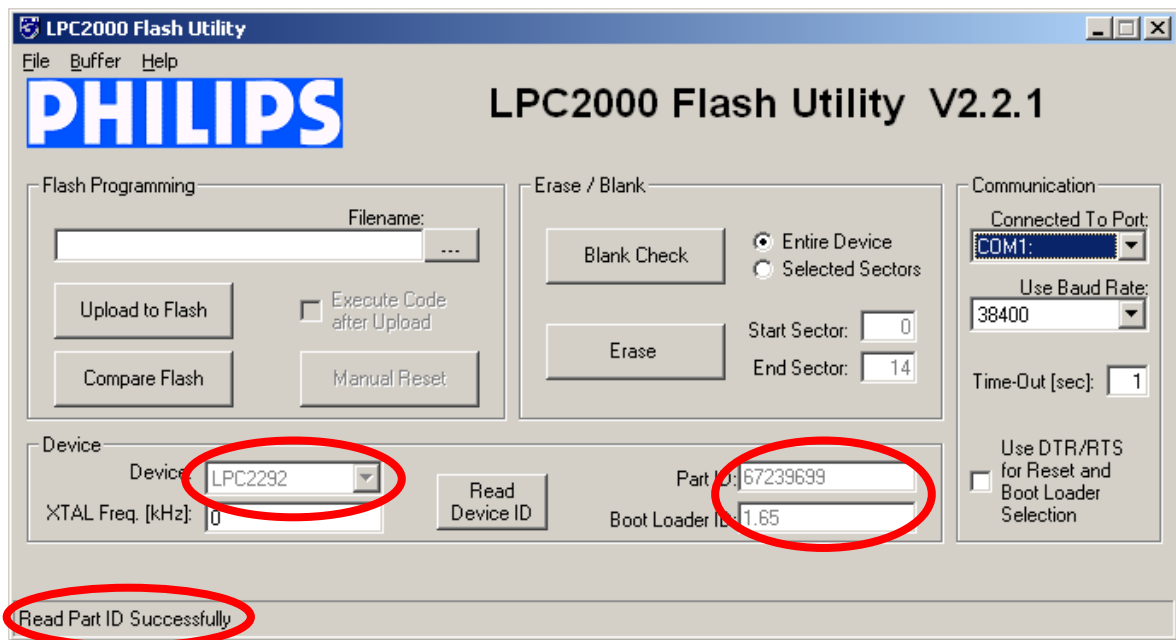 LPC2000 Flash Utility
File Buffer Help
PHILIPS
LPC2000 Flash Utility V2.2.1
Flash Programming
Filename:
...
Upload to Flash
Execute Code
after Upload
Compare Flash
Manual Reset
Erase / Blank
Blank Check
Entire Device
Selected Sectors
Erase
Start Sector: 0
End Sector: 14
Communication
Connected To Port:
COM1:
Use Baud Rate:
38400
Time-Out [sec]: 1
Use DTR/RTS
for Reset and
Boot Loader
Selection
Device
Device: LPC2292
XTAL Freq. [kHz]: 0
Read
Device ID
Part ID: 67239699
Boot Loader ID: 1.65
Read Part ID Successfully